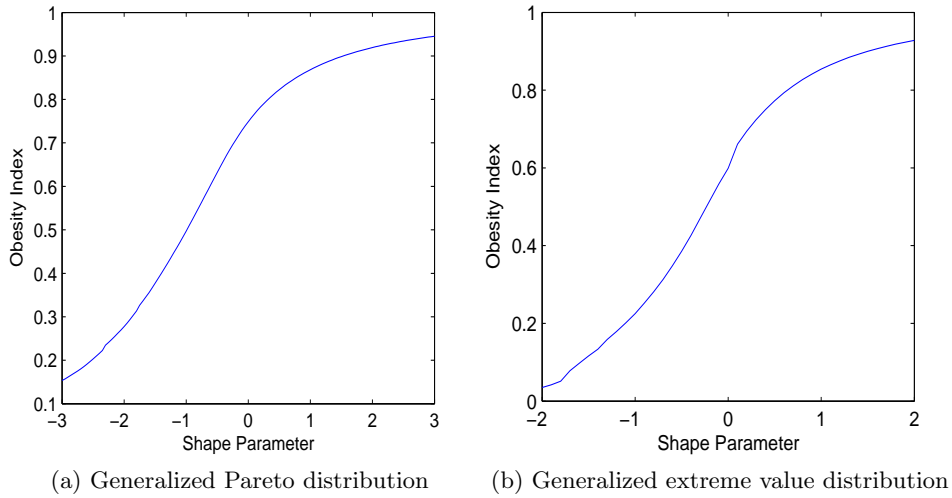 1
0.9
0.8
0.7
0.6
0.5
0.4
0.3
0.2
0.1
Obesity Index
−3 −2 −1 0 1 2 3
Shape Parameter
(a) Generalized Pareto distribution
1
0.8
0.6
0.4
0.2
0
Obesity Index
−2 −1 0 1 2
Shape Parameter
(b) Generalized extreme value distribution